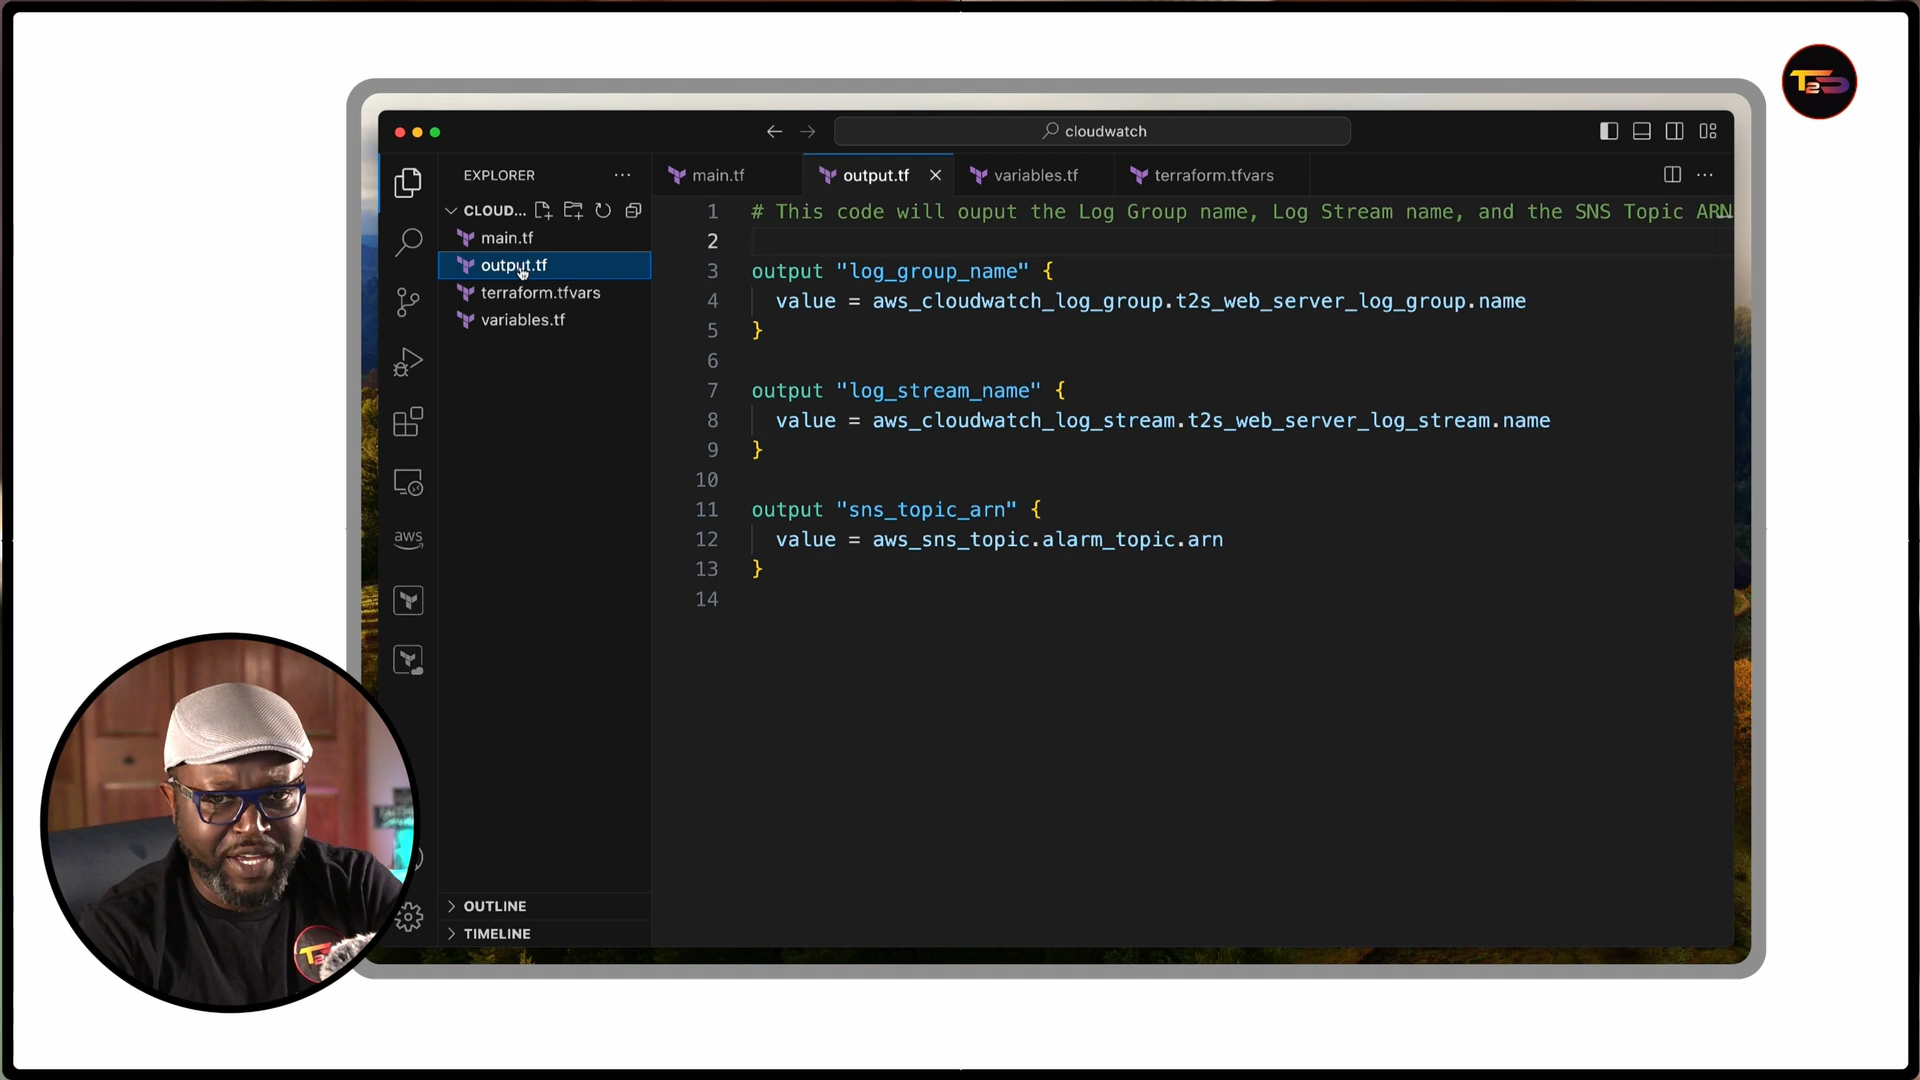 T2S
cloudwatch
EXPLORER
main.tf
output.tf
variables.tf
terraform.tfvars
CLOUD...
main.tf
output.tf
terraform.tfvars
variables.tf
aws
1 # This code will ouput the Log Group name, Log Stream name, and the SNS Topic ARN
2
3 output "log_group_name" {
4 value = aws_cloudwatch_log_group.t2s_web_server_log_group.name
5 }
6
7 output "log_stream_name" {
8 value = aws_cloudwatch_log_stream.t2s_web_server_log_stream.name
9 }
10
11 output "sns_topic_arn" {
12 value = aws_sns_topic.alarm_topic.arn
13 }
14
OUTLINE
TIMELINE